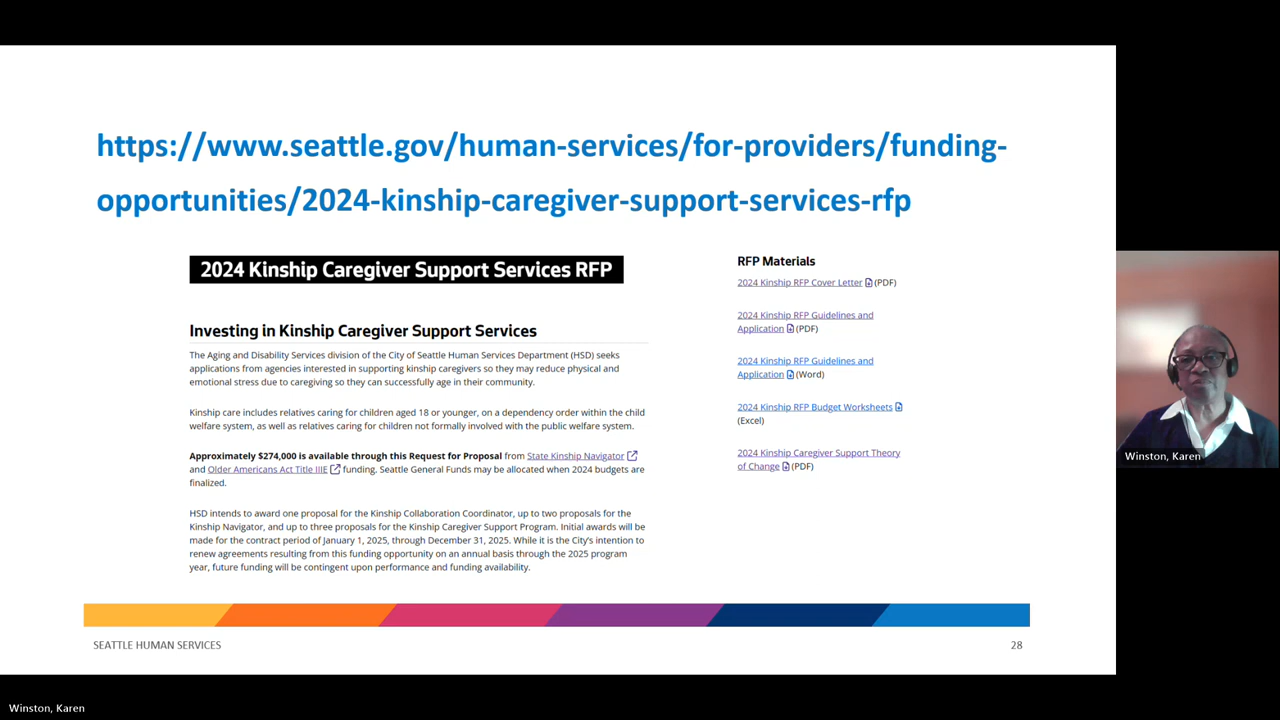 https://www.seattle.gov/human-services/for-providers/funding-
opportunities/2024-kinship-caregiver-support-services-rfp
2024 Kinship Caregiver Support Services RFP
Investing in Kinship Caregiver Support Services
The Aging and Disability Services division of the City of Seattle Human Services Department (HSD) seeks
applications from agencies interested in supporting kinship caregivers so they may reduce physical and
emotional stress due to caregiving so they can successfully age in their community.
Kinship care includes relatives caring for children aged 18 or younger, on a dependency order within the child
welfare system, as well as relatives caring for children not formally involved with the public welfare system.
Approximately $274,000 is available through this Request for Proposal from State Kinship Navigator
and Older Americans Act Title IIIE funding. Seattle General Funds may be allocated when 2024 budgets are
finalized.
HSD intends to award one proposal for the Kinship Collaboration Coordinator, up to two proposals for the
Kinship Navigator, and up to three proposals for the Kinship Caregiver Support Program. Initial awards will be
made for the contract period of January 1, 2025, through December 31, 2025. While it is the City's intention to
renew agreements resulting from this funding opportunity on an annual basis through the 2025 program
year, future funding will be contingent upon performance and funding availability.
RFP Materials
2024 Kinship RFP Cover Letter (PDF)
2024 Kinship RFP Guidelines and
Application (PDF)
2024 Kinship RFP Guidelines and
Application (Word)
2024 Kinship RFP Budget Worksheets
(Excel)
2024 Kinship Caregiver Support Theory
of Change (PDF)
SEATTLE HUMAN SERVICES
28
Winston, Karen
Winston, Karen